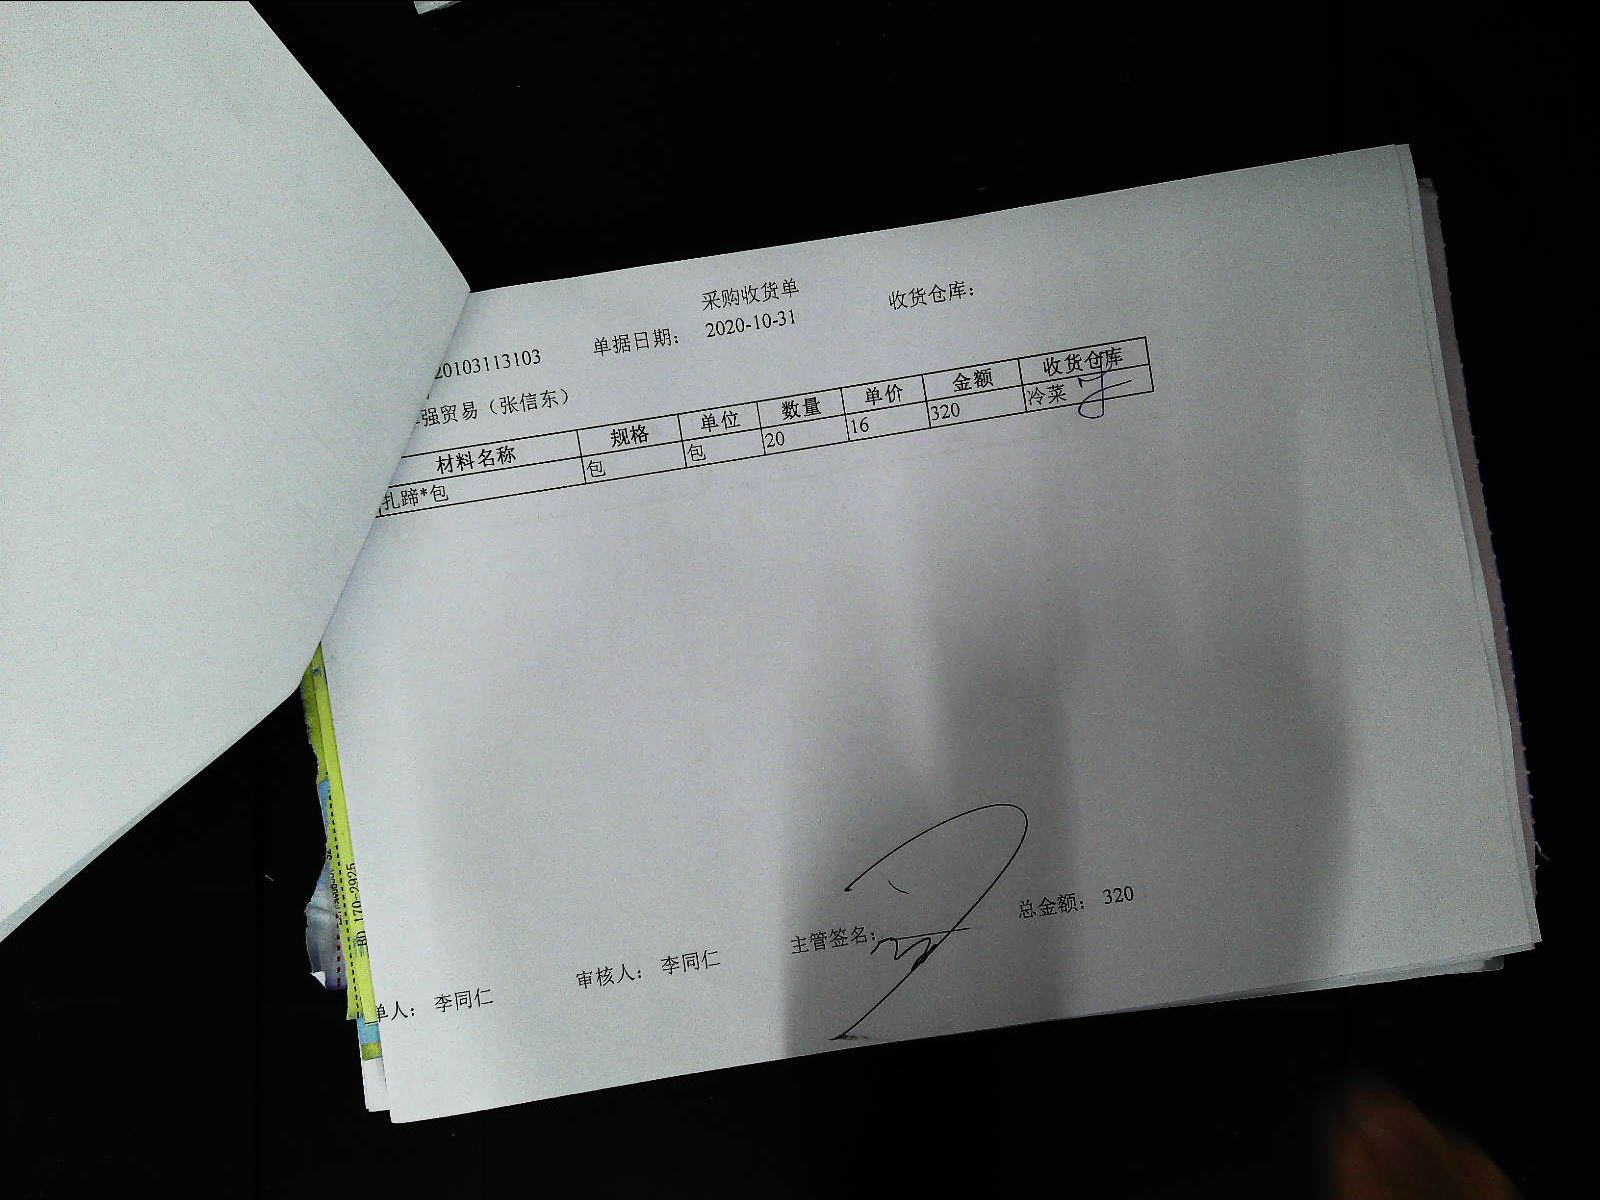 采购收货单
20103113103 单据日期： 2020-10-31 收货仓库：
强贸易（张信东）
材料名称 规格 单位 数量 单价 金额 收货仓库
扎蹄*包 包 包 20 16 320 冷菜
单人： 李同仁 审核人： 李同仁 主管签名： 总金额： 320
170-2925